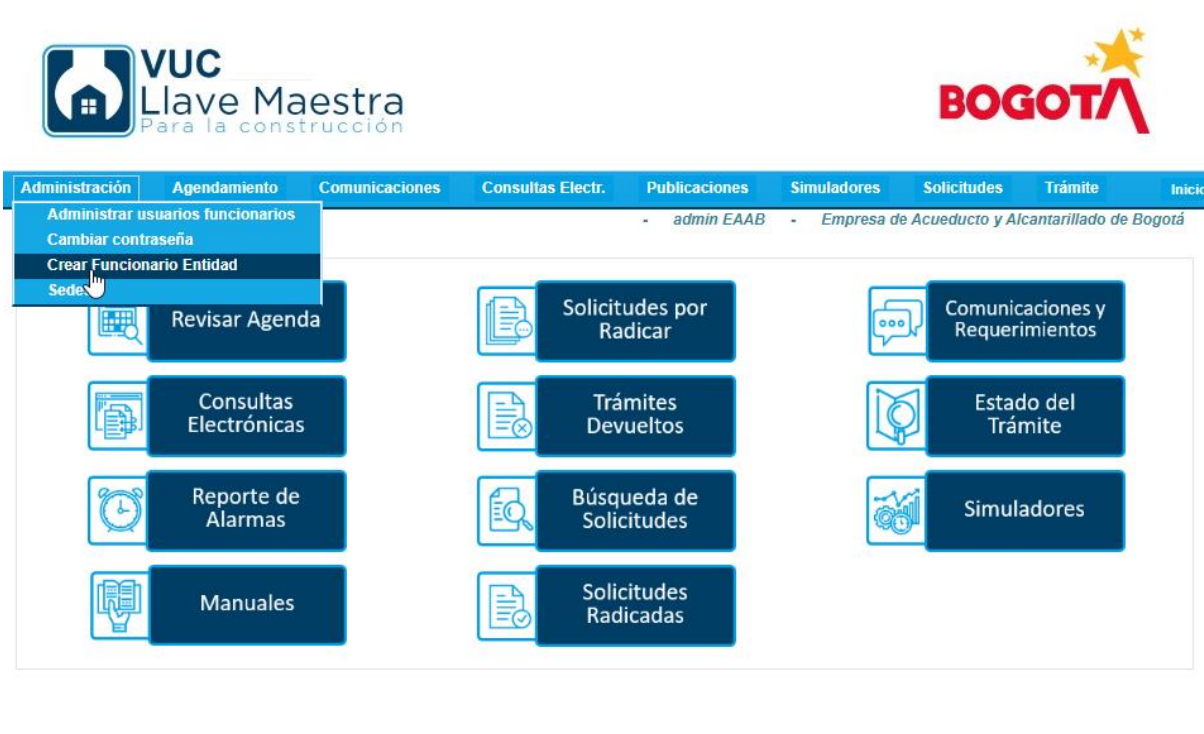 VUC
Llave Maestra
Para la construcción
BOGOTA
Administración Agendamiento Comunicaciones Consultas Electr. Publicaciones Simuladores Solicitudes Trámite Inicio
- admin EAAB - Empresa de Acueducto y Alcantarillado de Bogotá
Administrar usuarios funcionarios
Cambiar contraseña
Crear Funcionario Entidad
Sedes
Revisar Agenda
Solicitudes por
Radicar
Comunicaciones y
Requerimientos
Consultas
Electrónicas
Trámites
Devueltos
Estado del
Trámite
Reporte de
Alarmas
Búsqueda de
Solicitudes
Simuladores
Manuales
Solicitudes
Radicadas